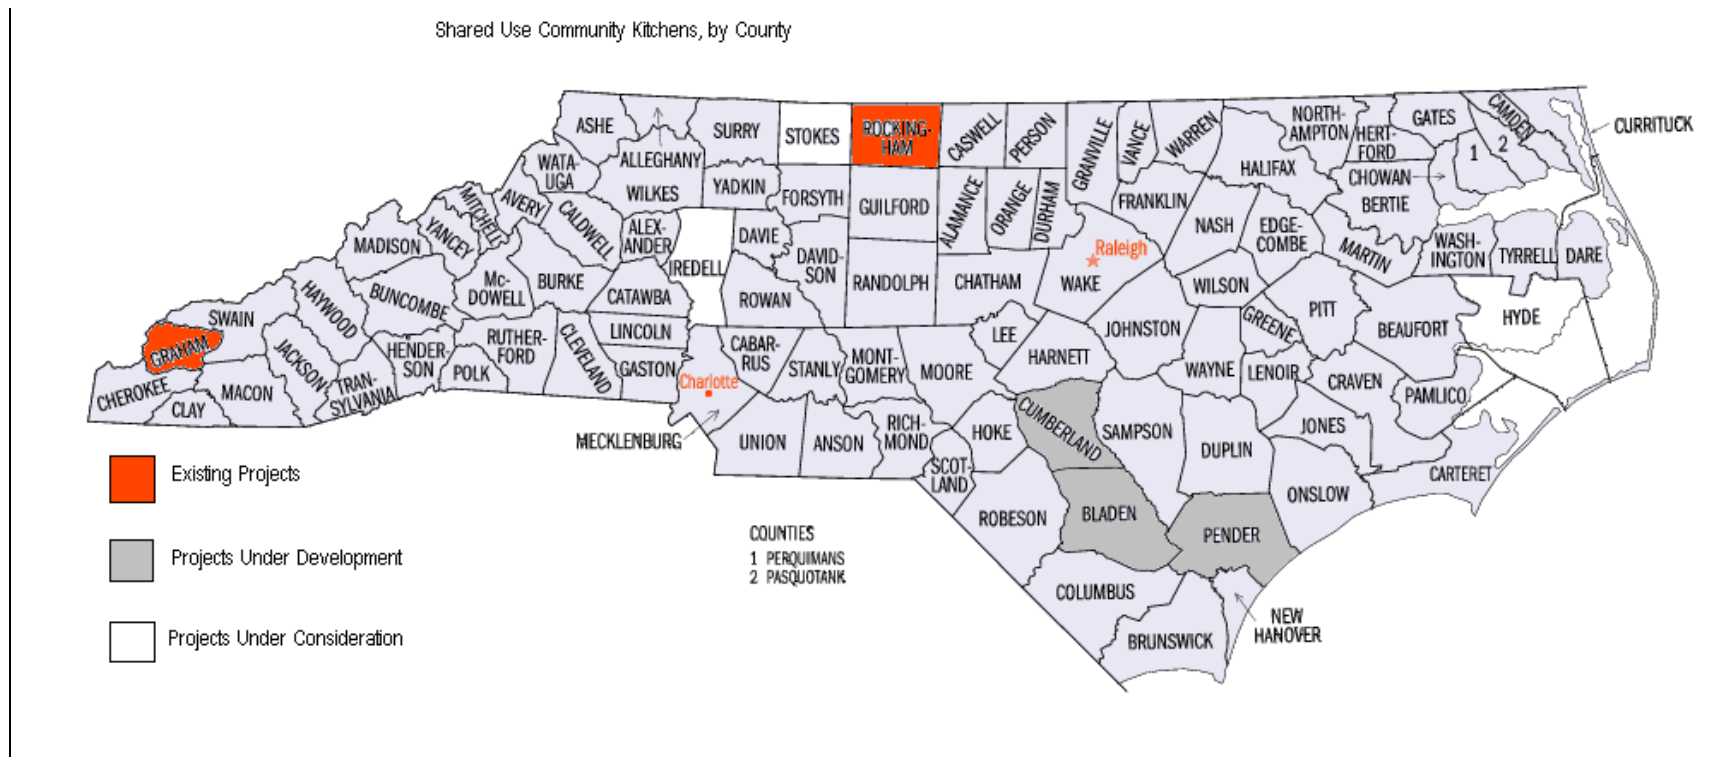 Shared Use Community Kitchens, by County
ASHE
ALLEGHANY
SURRY
STOKES
ROCKING-
HAM
CASWELL
PERSON
GRANVILLE
VANCE
WARREN
NORTH-
AMPTON
HERT-
FORD
GATES
CAMDEN
CURRITUCK
1
2
WATA-
UGA
WILKES
YADKIN
FORSYTH
GUILFORD
ALAMANCE
ORANGE
DURHAM
FRANKLIN
HALIFAX
CHOWAN
BERTIE
MITCHELL
AVERY
CALDWELL
ALEX-
ANDER
DAVIE
NASH
EDGE-
COMBE
MARTIN
WASH-
INGTON
TYRRELL
DARE
MADISON
YANCEY
IREDELL
DAVID-
SON
RANDOLPH
CHATHAM
Raleigh
WAKE
WILSON
HAYWOOD
BUNCOMBE
Mc-
DOWELL
BURKE
CATAWBA
ROWAN
LEE
JOHNSTON
GREENE
PITT
BEAUFORT
HYDE
SWAIN
GRAHAM
JACKSON
HENDER-
SON
RUTHER-
FORD
POLK
CLEVELAND
LINCOLN
GASTON
CABAR-
RUS
STANLY
MONT-
GOMERY
MOORE
HARNETT
WAYNE
LENOIR
CRAVEN
PAMLICO
CHEROKEE
CLAY
MACON
TRAN-
SYLVANIA
Charlotte
MECKLENBURG
UNION
ANSON
RICH-
MOND
SCOT-
LAND
HOKE
CUMBERLAND
SAMPSON
DUPLIN
JONES
ONSLOW
CARTERET
ROBESON
BLADEN
PENDER
COLUMBUS
BRUNSWICK
NEW
HANOVER
Existing Projects
Projects Under Development
Projects Under Consideration
COUNTIES
1 PERQUIMANS
2 PASQUOTANK